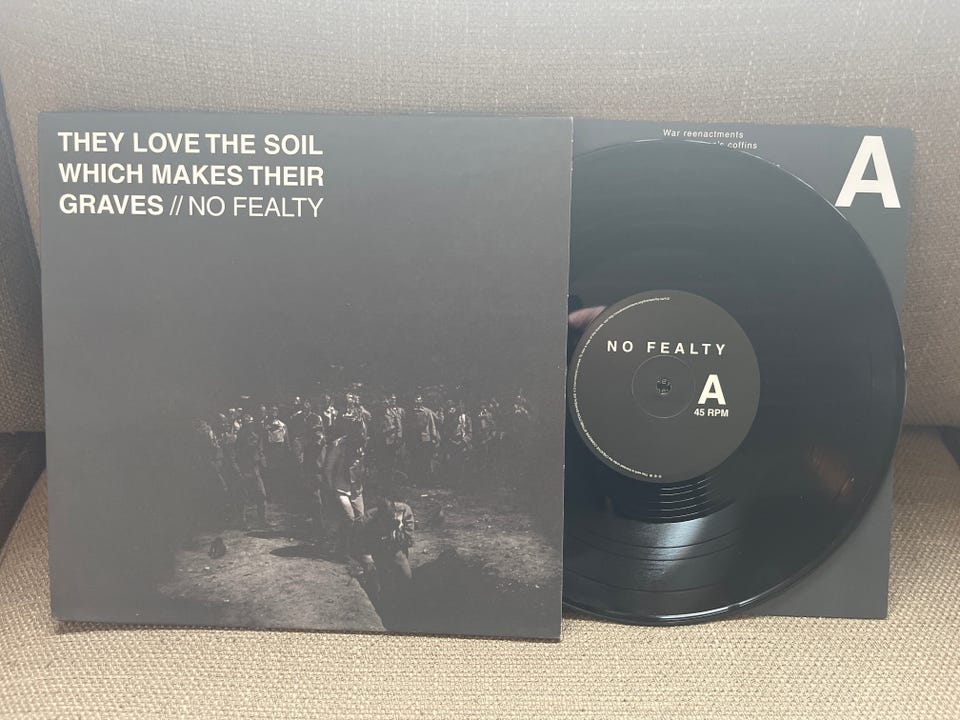 THEY LOVE THE SOIL
WHICH MAKES THEIR
GRAVES // NO FEALTY
War reenactments
coffins
A
NO FEALTY
A
45 RPM